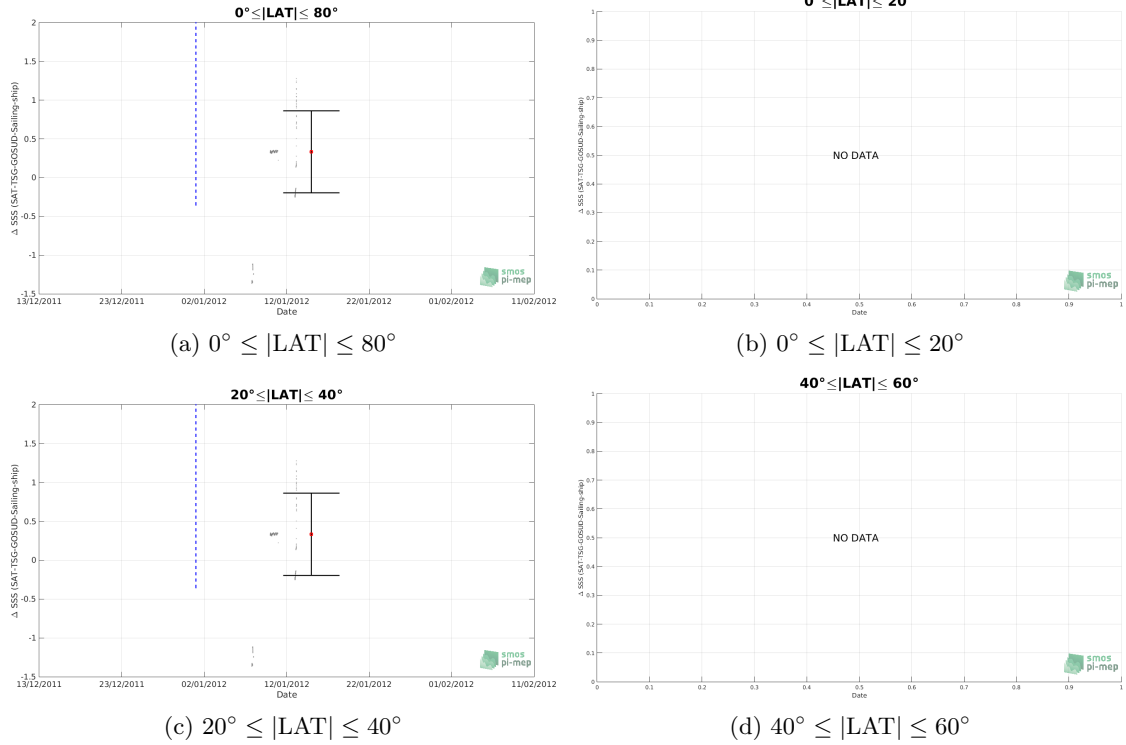 0°≤|LAT|≤ 80°
2
1.5
1
0.5
0
-0.5
-1
-1.5
Δ SSS (SAT-TSG-GOSUD-Sailing-ship)
13/12/2011 23/12/2011 02/01/2012 12/01/2012 22/01/2012 01/02/2012 11/02/2012
Date
smos
pi-mep
(a) 0° ≤ |LAT| ≤ 80°
0°≤|LAT|≤ 20°
1
0.9
0.8
0.7
0.6
0.5
0.4
0.3
0.2
0.1
0
Δ SSS (SAT-TSG-GOSUD-Sailing-ship)
NO DATA
0 0.1 0.2 0.3 0.4 0.5 0.6 0.7 0.8 0.9 1
Date
smos
pi-mep
(b) 0° ≤ |LAT| ≤ 20°
20°≤|LAT|≤ 40°
2
1.5
1
0.5
0
-0.5
-1
-1.5
Δ SSS (SAT-TSG-GOSUD-Sailing-ship)
13/12/2011 23/12/2011 02/01/2012 12/01/2012 22/01/2012 01/02/2012 11/02/2012
Date
smos
pi-mep
(c) 20° ≤ |LAT| ≤ 40°
40°≤|LAT|≤ 60°
1
0.9
0.8
0.7
0.6
0.5
0.4
0.3
0.2
0.1
0
Δ SSS (SAT-TSG-GOSUD-Sailing-ship)
NO DATA
0 0.1 0.2 0.3 0.4 0.5 0.6 0.7 0.8 0.9 1
Date
smos
pi-mep
(d) 40° ≤ |LAT| ≤ 60°